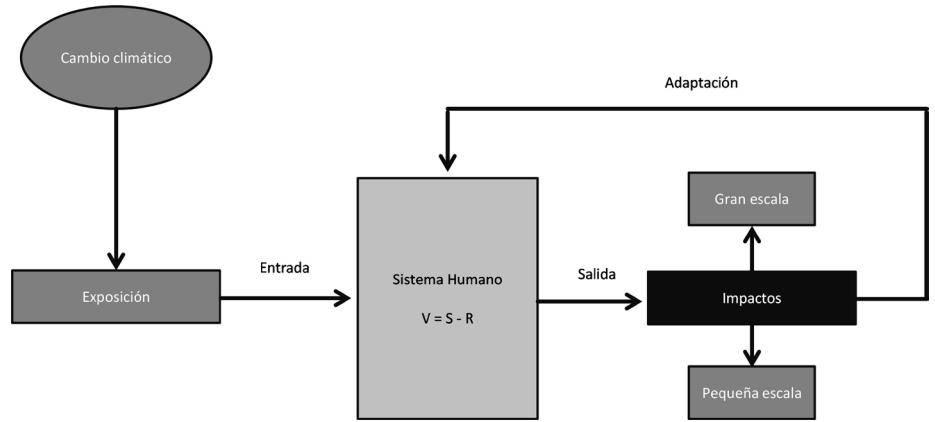 Cambio climático
Adaptación
Gran escala
Entrada
Exposición
Sistema Humano
V = S - R
Salida
Impactos
Pequeña escala